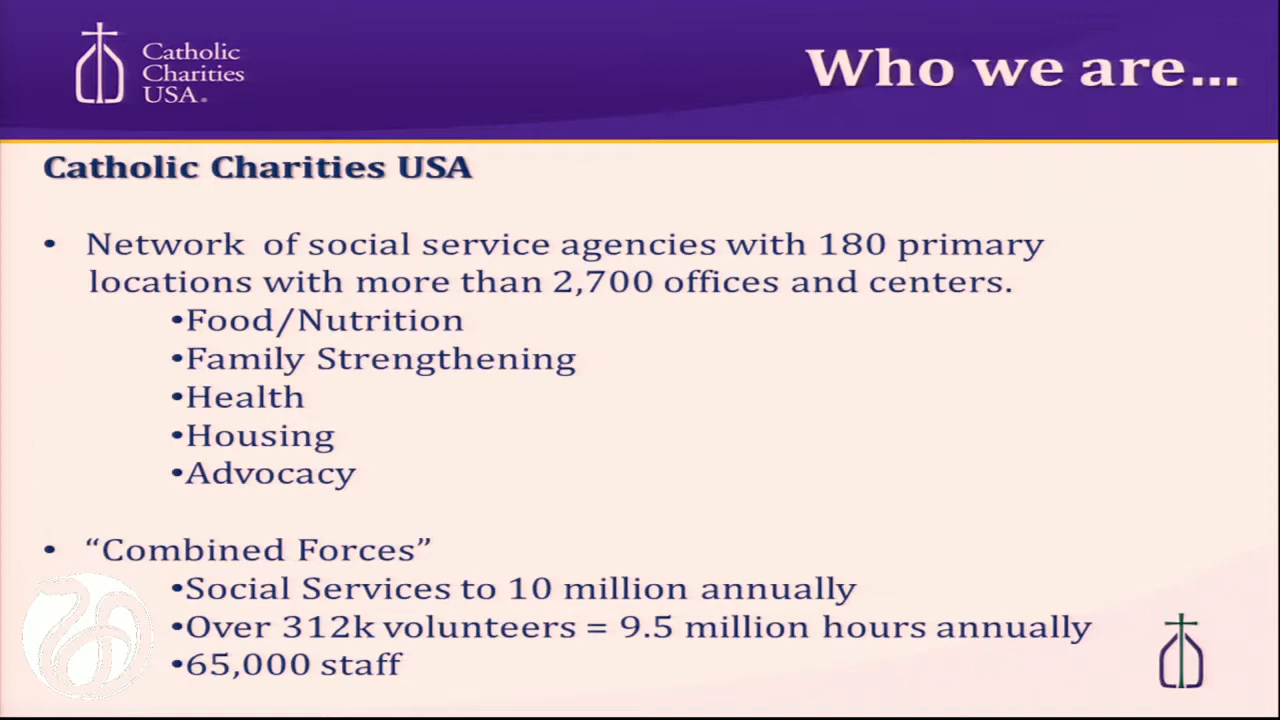 Catholic
Charities
USA®
Who we are...
Catholic Charities USA
• Network of social service agencies with 180 primary
locations with more than 2,700 offices and centers.
•Food/Nutrition
•Family Strengthening
•Health
•Housing
•Advocacy
• “Combined Forces”
•Social Services to 10 million annually
•Over 312k volunteers = 9.5 million hours annually
•65,000 staff